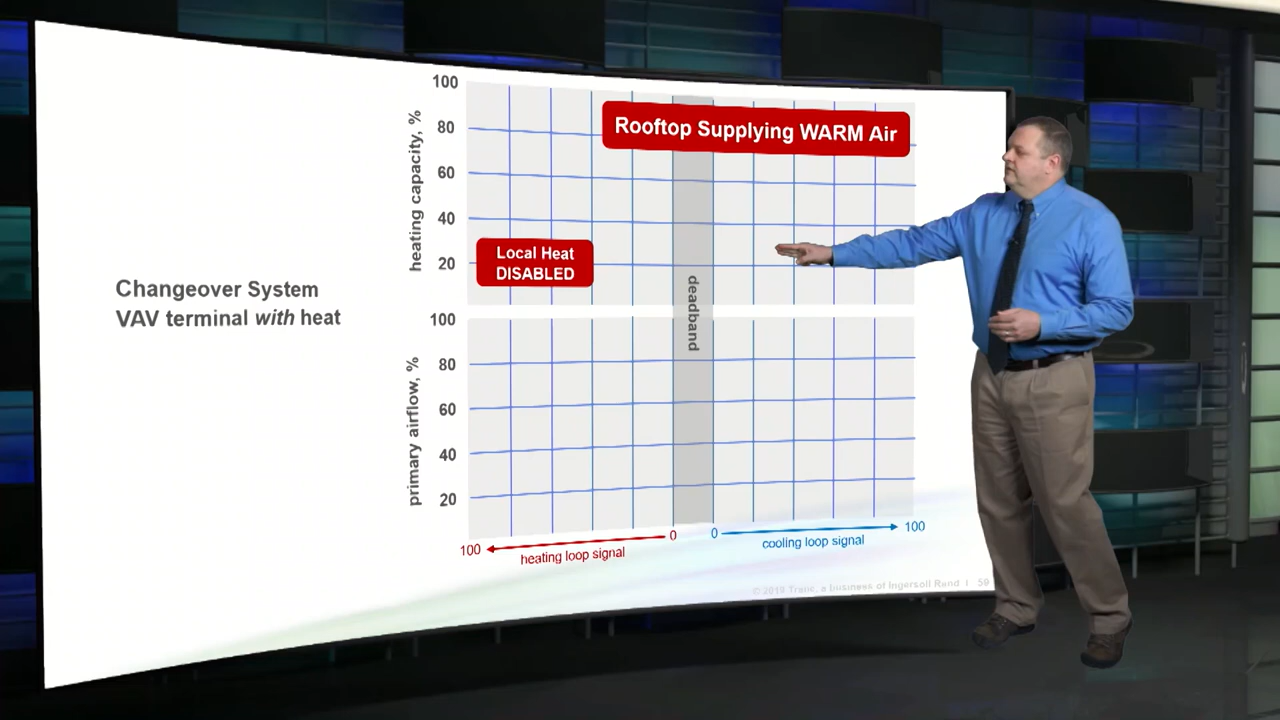 Changeover System
VAV terminal with heat
Rooftop Supplying WARM Air
Local Heat
DISABLED
heating capacity, %
100
80
60
40
20
primary airflow, %
100
80
60
40
20
deadband
100
heating loop signal
0
0
cooling loop signal
100
© 2019 Trane, a business of Ingersoll Rand | 59